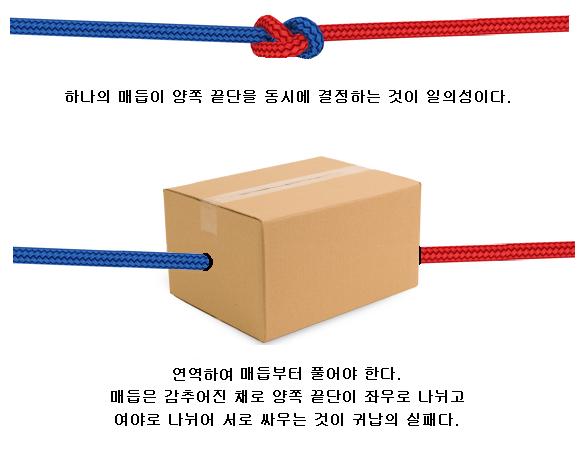 하나의 매듭이 양쪽 끝단을 동시에 결정하는 것이 일의성이다.
연역하여 매듭부터 풀어야 한다.
매듭은 감추어진 채로 양쪽 끝단이 좌우로 나뉘고
여야로 나뉘어 서로 싸우는 것이 귀납의 실패다.